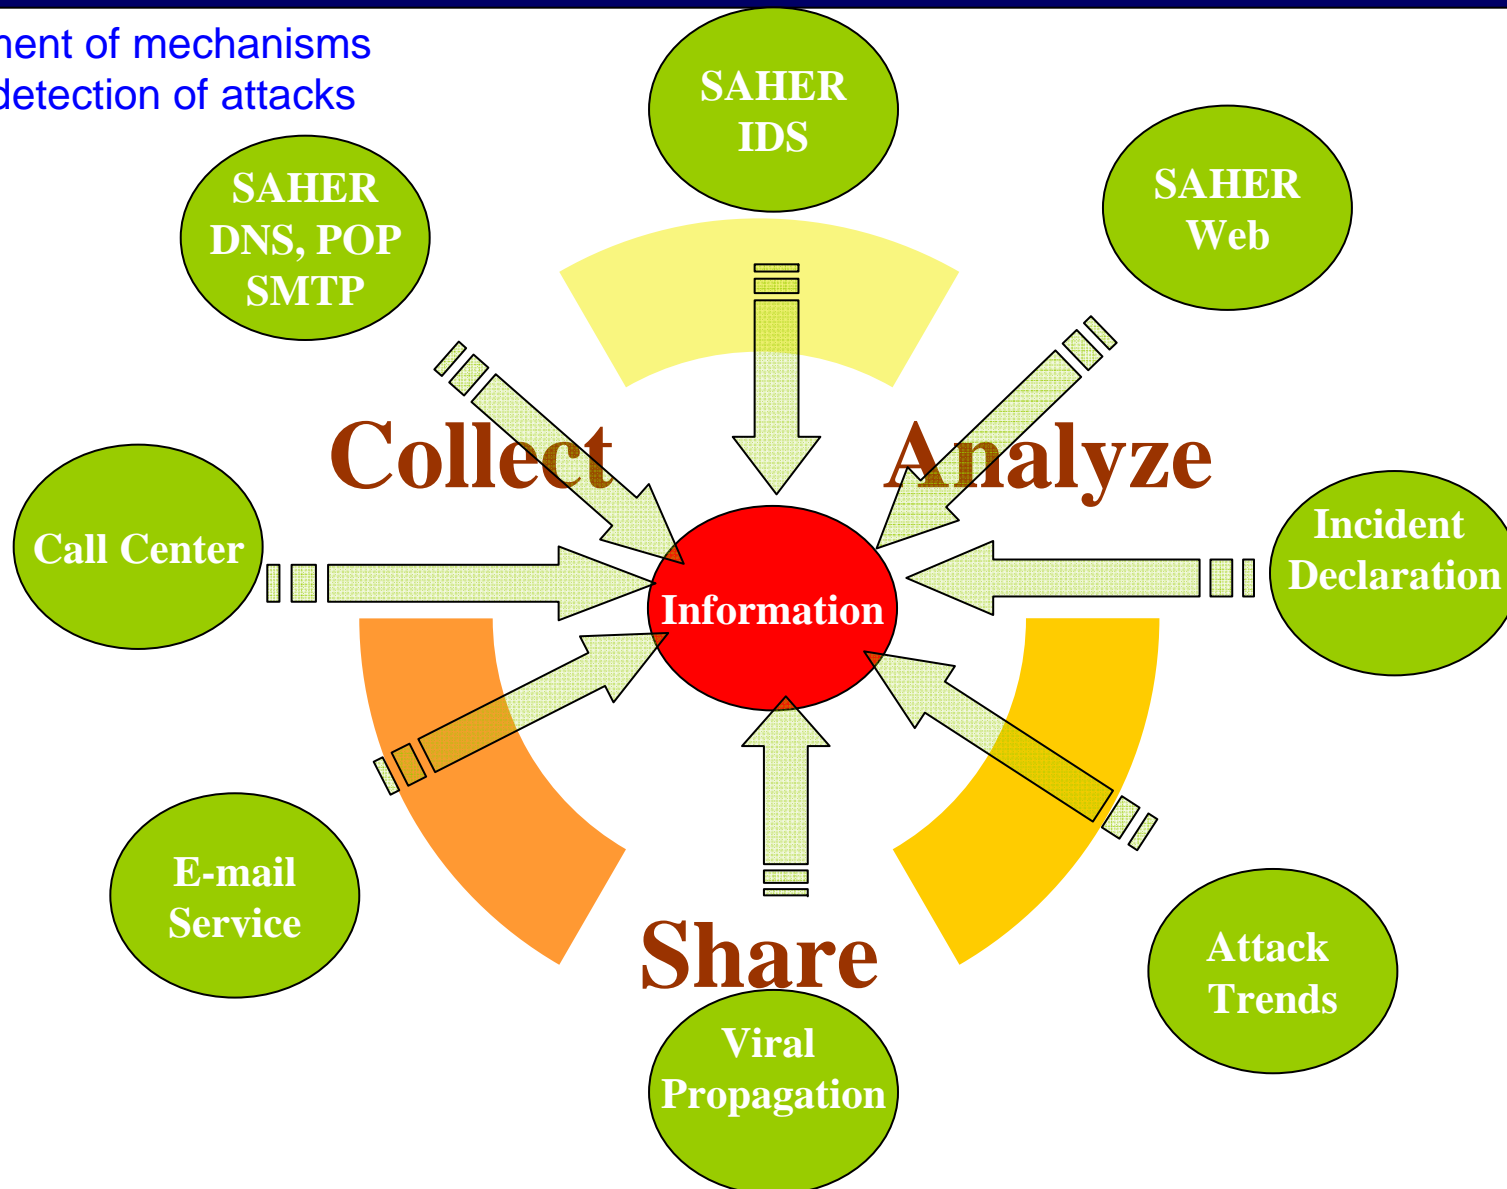 ment of mechanisms
detection of attacks
SAHER
IDS
SAHER
DNS, POP
SMTP
SAHER
Web
Collect
Analyze
Call Center
Incident
Declaration
Information
E-mail
Service
Share
Attack
Trends
Viral
Propagation